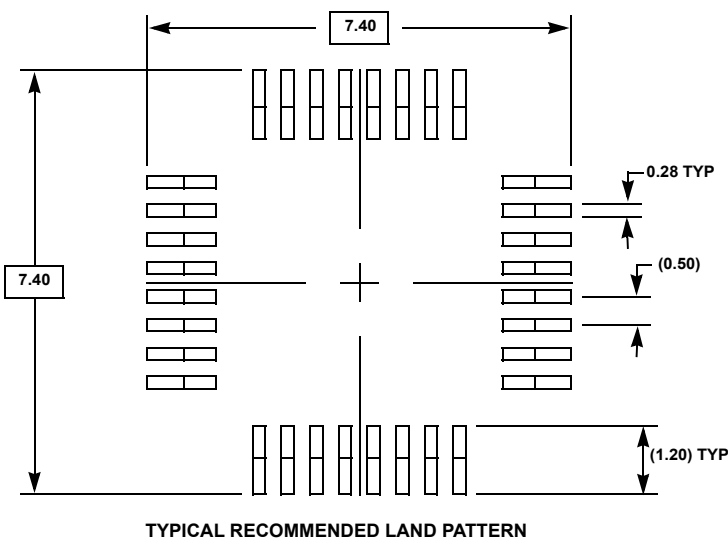 7.40
0.28 TYP
(0.50)
7.40
(1.20) TYP
TYPICAL RECOMMENDED LAND PATTERN